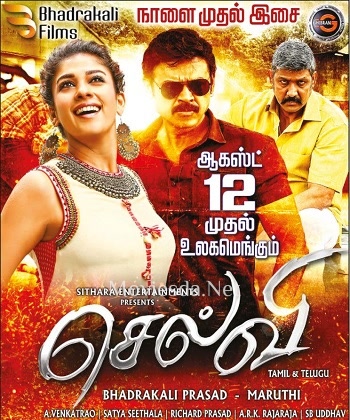 Bhadrakali
Films
நாளை முதல் இசை
GHIBRAN
ஆகஸ்ட்
12
முதல்
உலகமெங்கும்
SITHARA ENTERTAINMENTS
PRESENTS
செல்வி
TAMIL & TELUGU
BHADRAKALI PRASAD - MARUTHI
A.VENKATRAO | SATYA SEETHALA | RICHARD PRASAD | A.R.K. RAJARAJA | SB UDDHAV